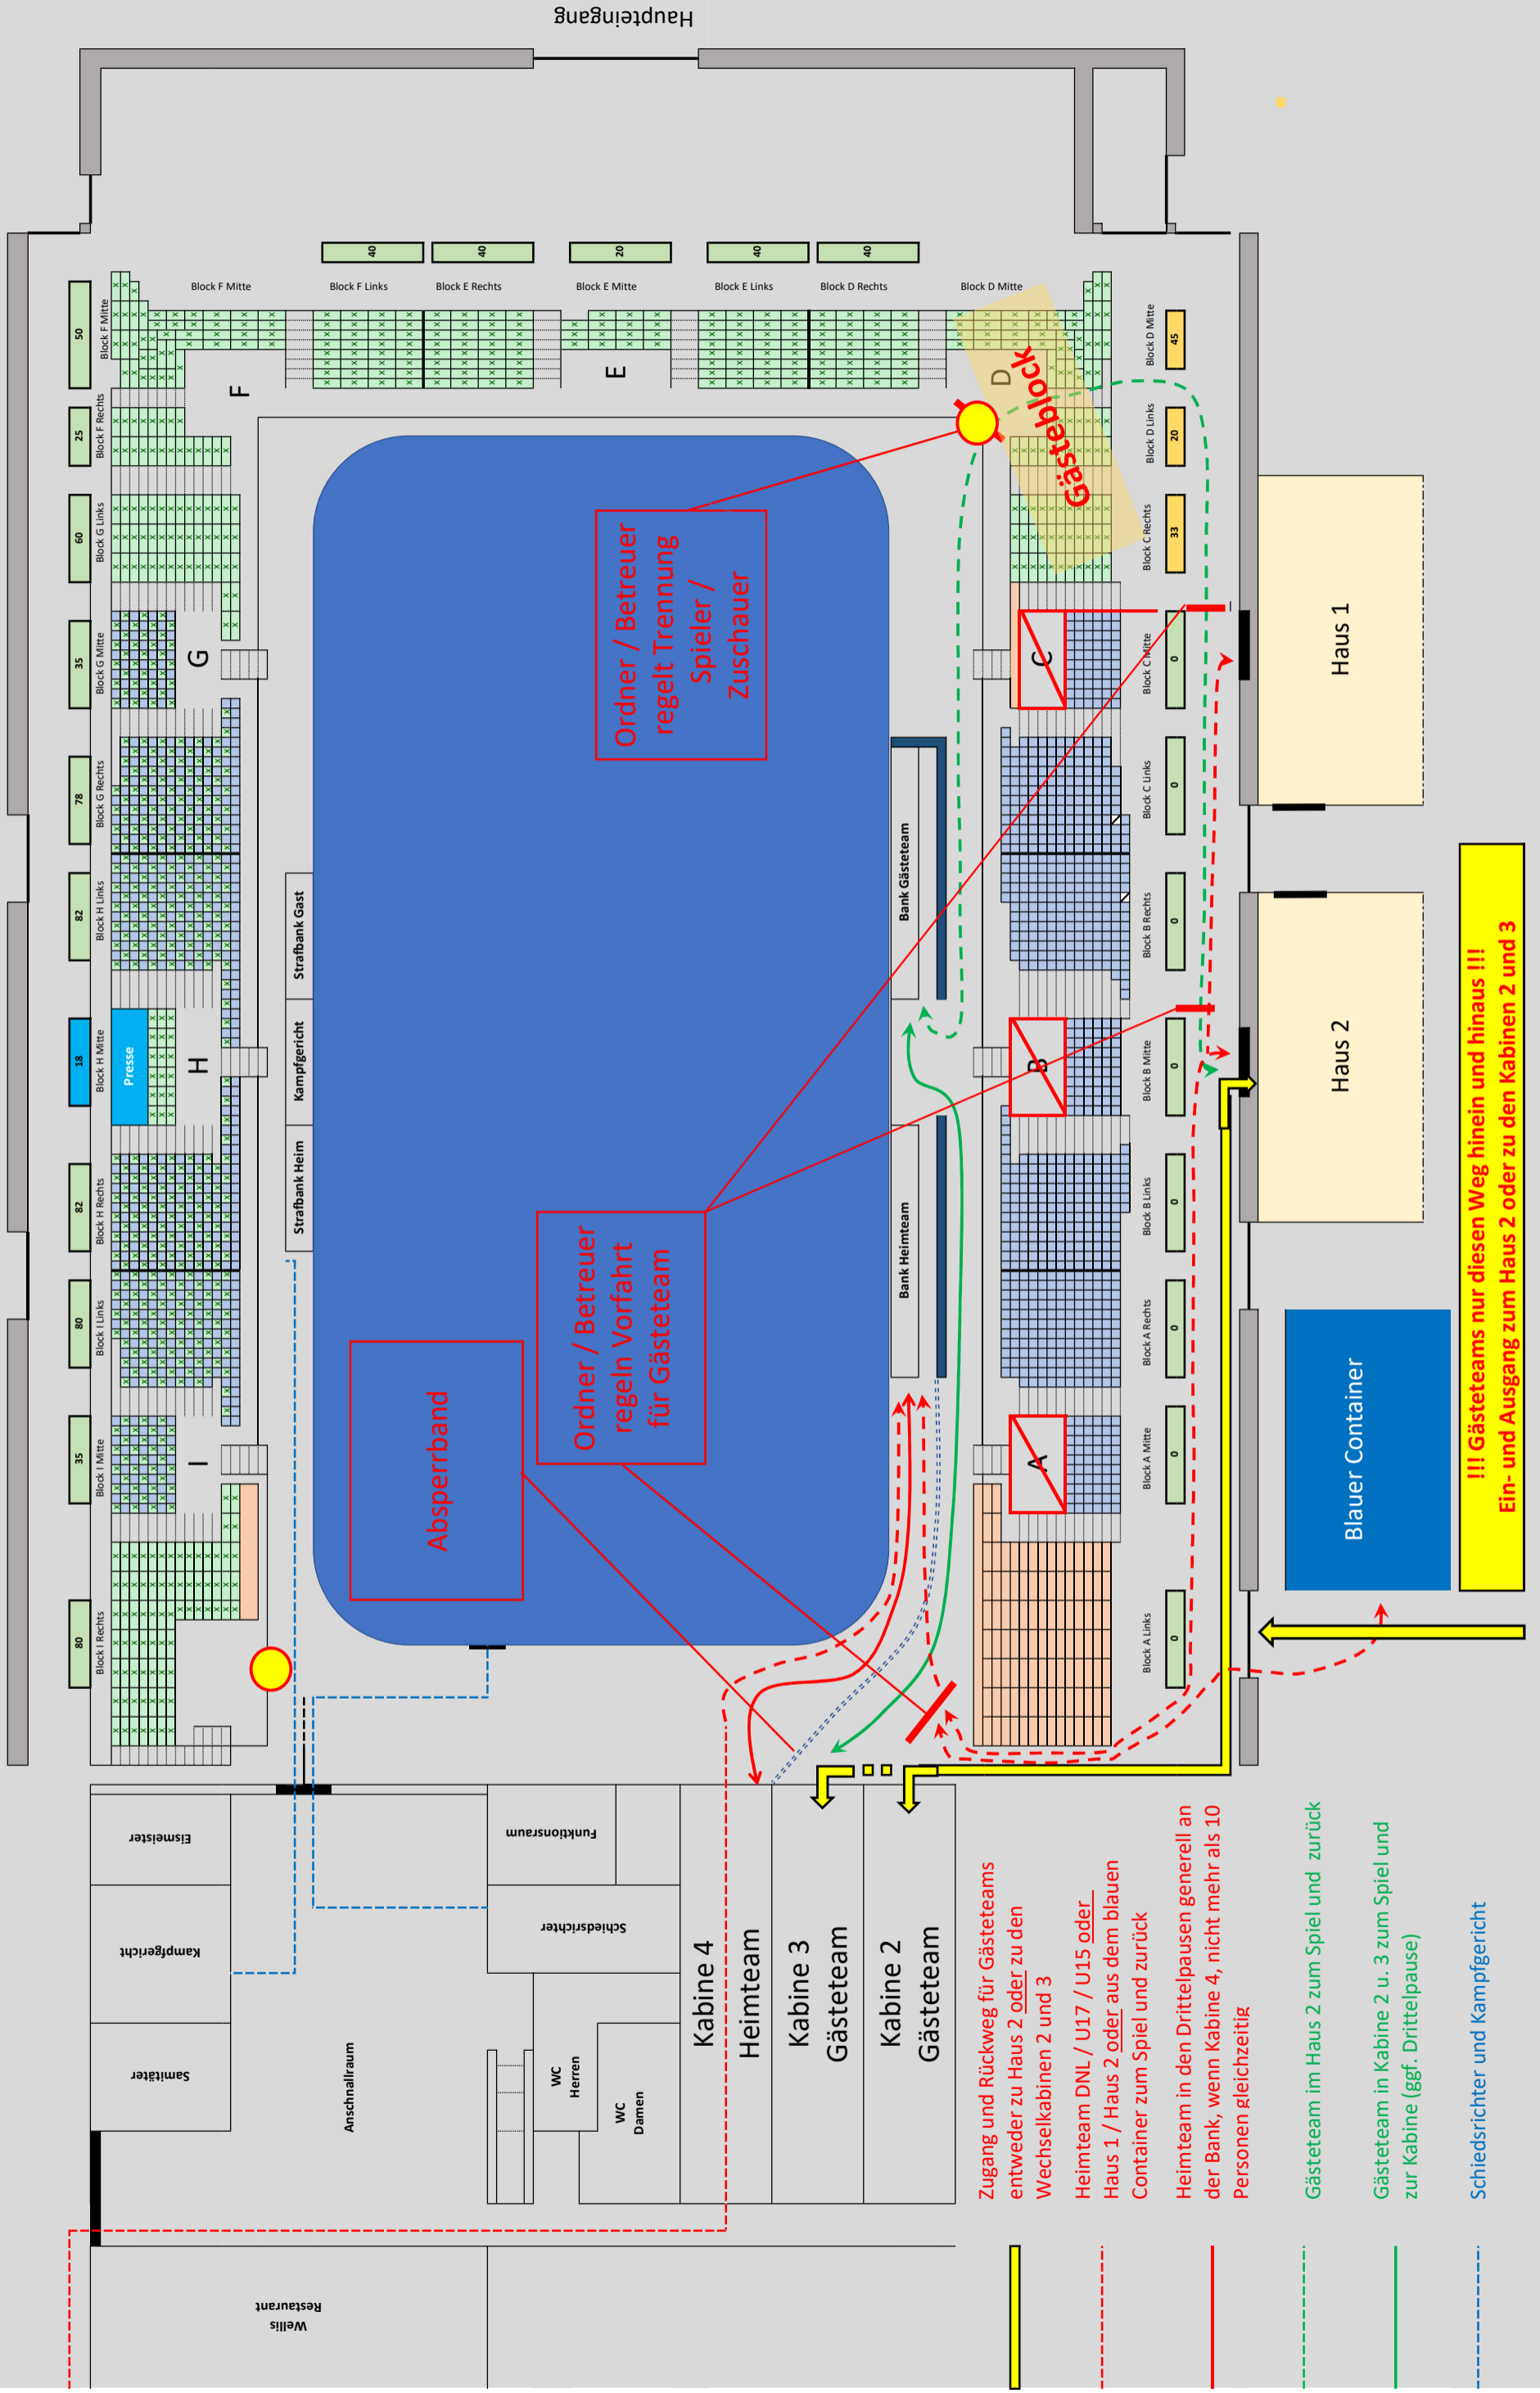 Haupteingang
50
Block F Mitte
25
Block F Rechts
60
Block G Links
35
Block G Mitte
78
Block G Rechts
82
Block H Links
18
Block H Mitte
82
Block H Rechts
80
Block I Links
35
Block I Mitte
80
Block I Rechts
Presse
F
G
H
I
Block F Mitte
Block F Links
Block E Rechts
Block E Mitte
Block E Links
Block D Rechts
Block D Mitte
40
40
20
40
40
E
D
Gästeblock
Strafbank Gast
Kampfgericht
Strafbank Heim
Ordner / Betreuer
regelt Trennung
Spieler /
Zuschauer
Ordner / Betreuer
regeln Vorfahrt
für Gästeteam
Absperrband
Bank Gästeteam
Bank Heimteam
C
B
A
Block D Mitte
45
Block D Links
20
Block C Rechts
33
Block C Mitte
0
Block C Links
0
Block B Rechts
0
Block B Mitte
0
Block B Links
0
Block A Rechts
0
Block A Mitte
0
Block A Links
0
Haus 1
Haus 2
Blauer Container
!!! Gästeteams nur diesen Weg hinein und hinaus !!!
Ein- und Ausgang zum Haus 2 oder zu den Kabinen 2 und 3
Eismeister
Kampfgericht
Samitäter
Anschnallraum
Funktionsraum
Schiedsrichter
WC
Herren
WC
Damen
Kabine 4
Heimteam
Kabine 3
Gästeteam
Kabine 2
Gästeteam
Wellis
Restaurant
Zugang und Rückweg für Gästeteams
entweder zu Haus 2 oder zu den
Wechselkabinen 2 und 3
Heimteam DNL / U17 / U15 oder
Haus 1 / Haus 2 oder aus dem blauen
Container zum Spiel und zurück
Heimteam in den Drittelpausen generell an
der Bank, wenn Kabine 4, nicht mehr als 10
Personen gleichzeitig
Gästeteam im Haus 2 zum Spiel und zurück
Gästeteam in Kabine 2 u. 3 zum Spiel und
zur Kabine (ggf. Drittelpause)
Schiedsrichter und Kampfgericht